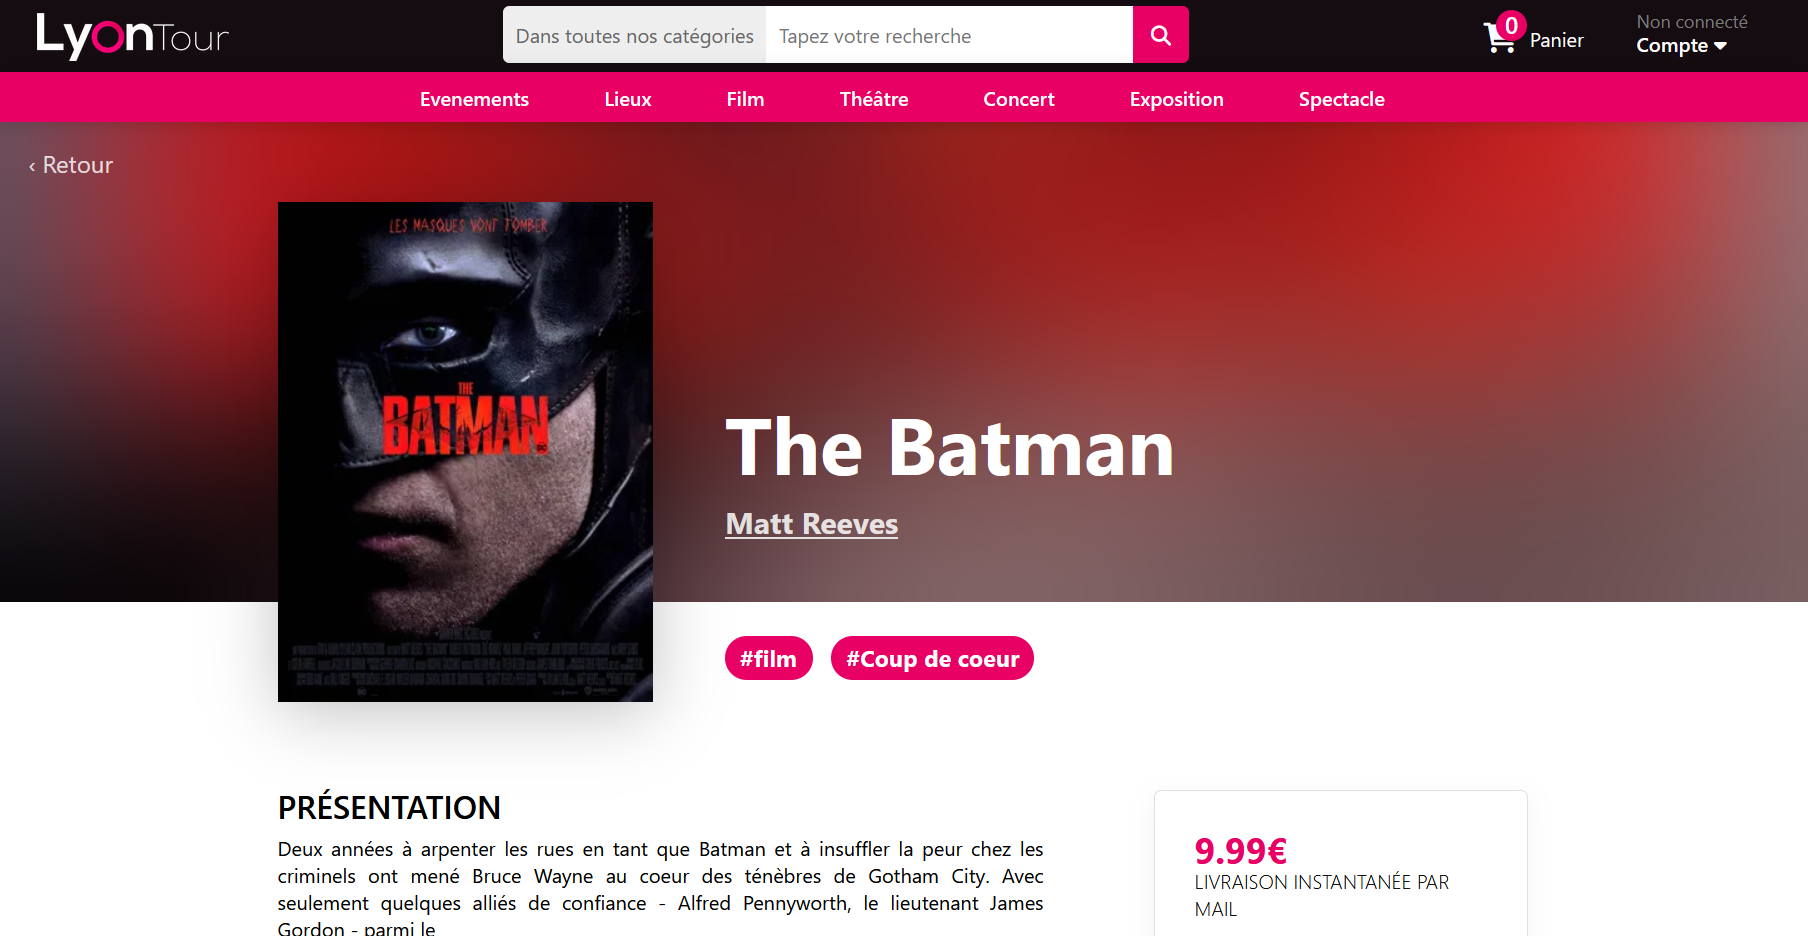 LyonTour
Dans toutes nos catégories
Tapez votre recherche
0
Panier
Non connecté
Compte
Evenements
Lieux
Film
Théâtre
Concert
Exposition
Spectacle
‹ Retour
LES MASQUES VONT TOMBER
THE
BATMAN
The Batman
Matt Reeves
#film
#Coup de coeur
PRÉSENTATION
Deux années à arpenter les rues en tant que Batman et à insuffler la peur chez les
criminels ont mené Bruce Wayne au coeur des ténèbres de Gotham City. Avec
seulement quelques alliés de confiance - Alfred Pennyworth, le lieutenant James
Gordon - parmi le
9.99€
LIVRAISON INSTANTANÉE PAR
MAIL